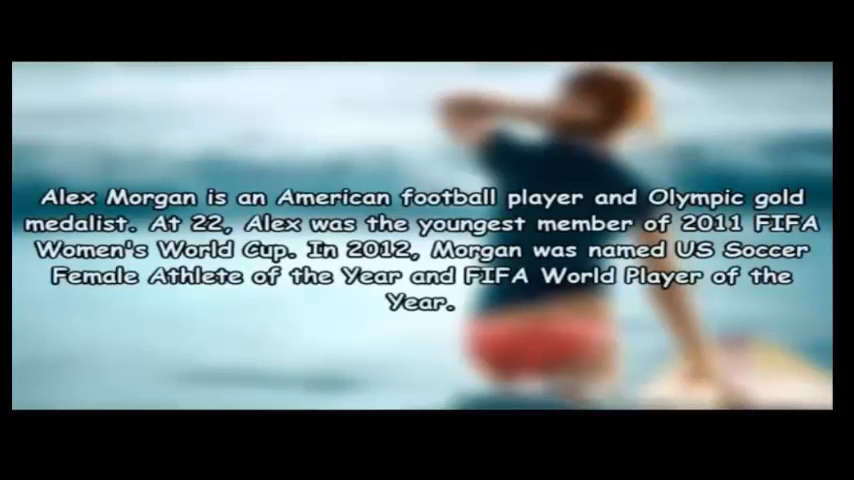 Alex Morgan is an American football player and Olympic gold
medalist. At 22, Alex was the youngest member of 2011 FIFA
Women's World Cup. In 2012, Morgan was named US Soccer
Female Athlete of the Year and FIFA World Player of the
Year.